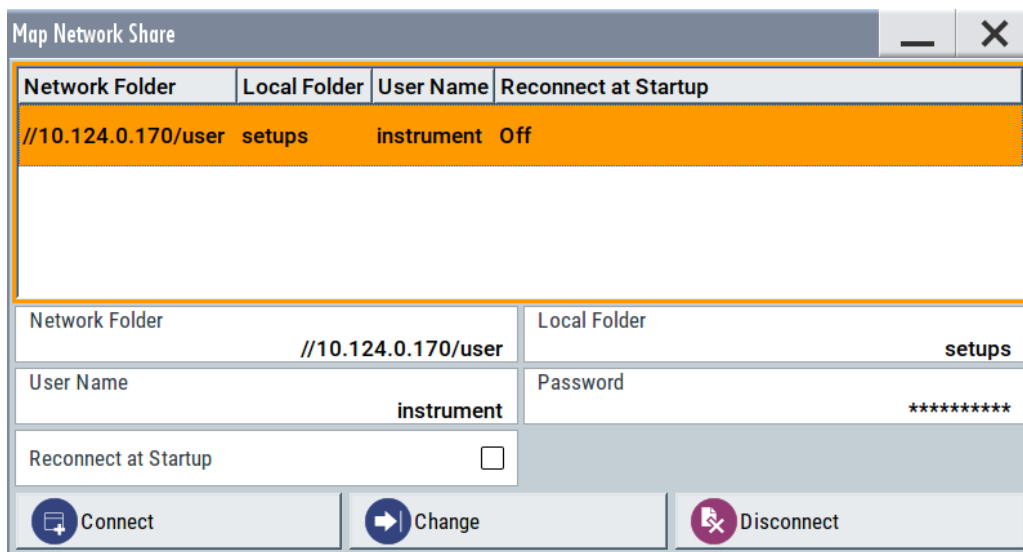 Map Network Share
Network Folder Local Folder User Name Reconnect at Startup
//10.124.0.170/user setups instrument Off
Network Folder Local Folder
//10.124.0.170/user setups
User Name Password
instrument **********
Reconnect at Startup
Connect Change Disconnect